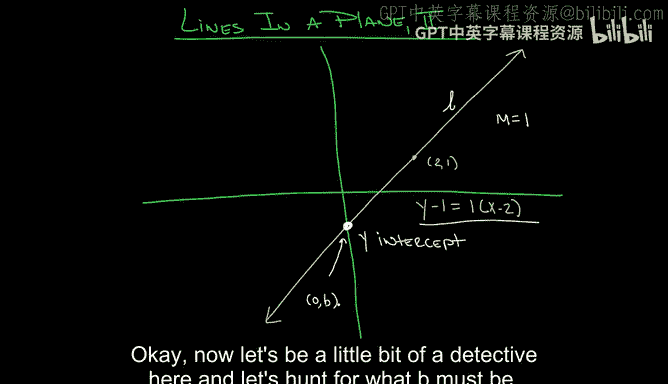 GPT中英字幕课程资源@bilibili.com
LINES IN A PLANE, II
GPT中英字幕课程资源 bilibili
l
M=1
(2,1)
Y-1=1(X-2)
Y INTERCEPT
(0,b).
Okay, now let's be a little bit of a detective
here and let's hunt for what b must be